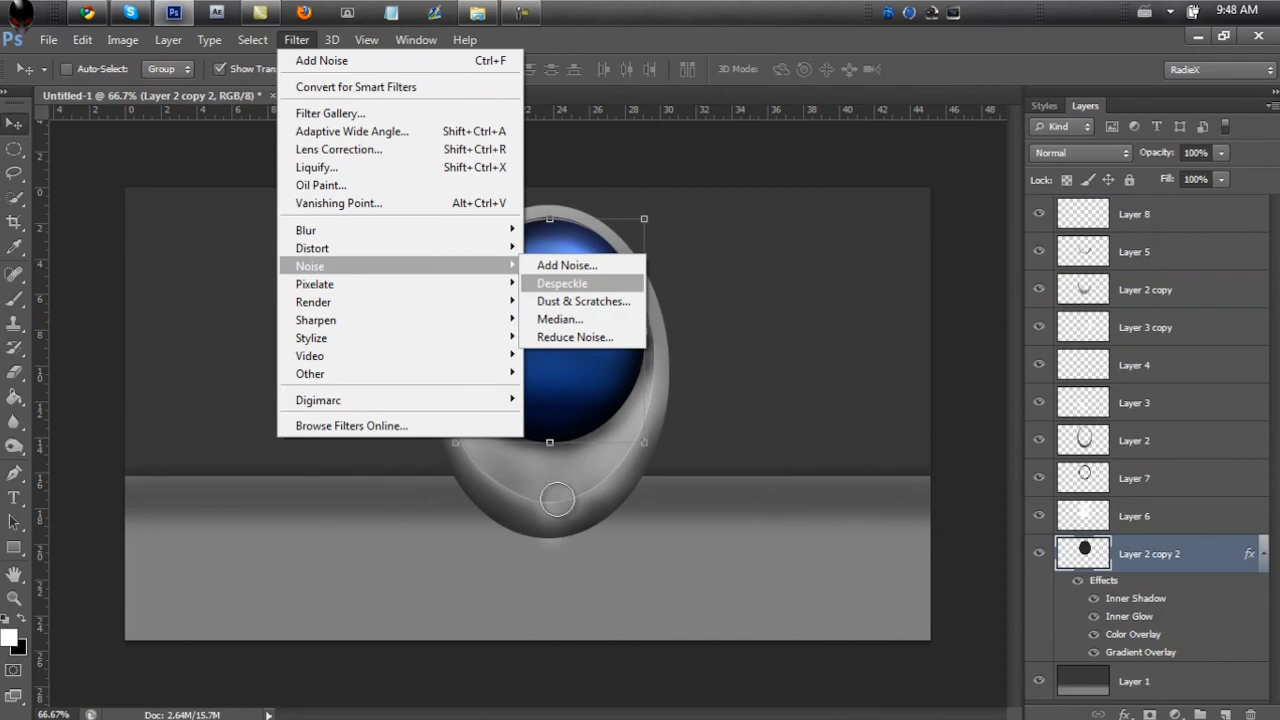 9:48 AM
Ps File Edit Image Layer Type Select Filter 3D View Window Help
Auto-Select: Group Show Tran 3D Mode: RadieX
Untitled-1 @ 66.7% (Layer 2 copy 2, RGB/8) * ×
Add Noise Ctrl+F
Convert for Smart Filters
Filter Gallery...
Adaptive Wide Angle... Shift+Ctrl+A
Lens Correction... Shift+Ctrl+R
Liquify... Shift+Ctrl+X
Oil Paint...
Vanishing Point... Alt+Ctrl+V
Blur
Distort
Noise
Pixelate
Render
Sharpen
Stylize
Video
Other
Digimarc
Browse Filters Online...
Add Noise...
Despeckle
Dust & Scratches...
Median...
Reduce Noise...
Styles Layers
Kind
Normal Opacity: 100%
Lock: Fill: 100%
Layer 8
Layer 5
Layer 2 copy
Layer 3 copy
Layer 4
Layer 3
Layer 2
Layer 7
Layer 6
Layer 2 copy 2 fx
Effects
Inner Shadow
Inner Glow
Color Overlay
Gradient Overlay
Layer 1
66.67% Doc: 2.64M/15.7M